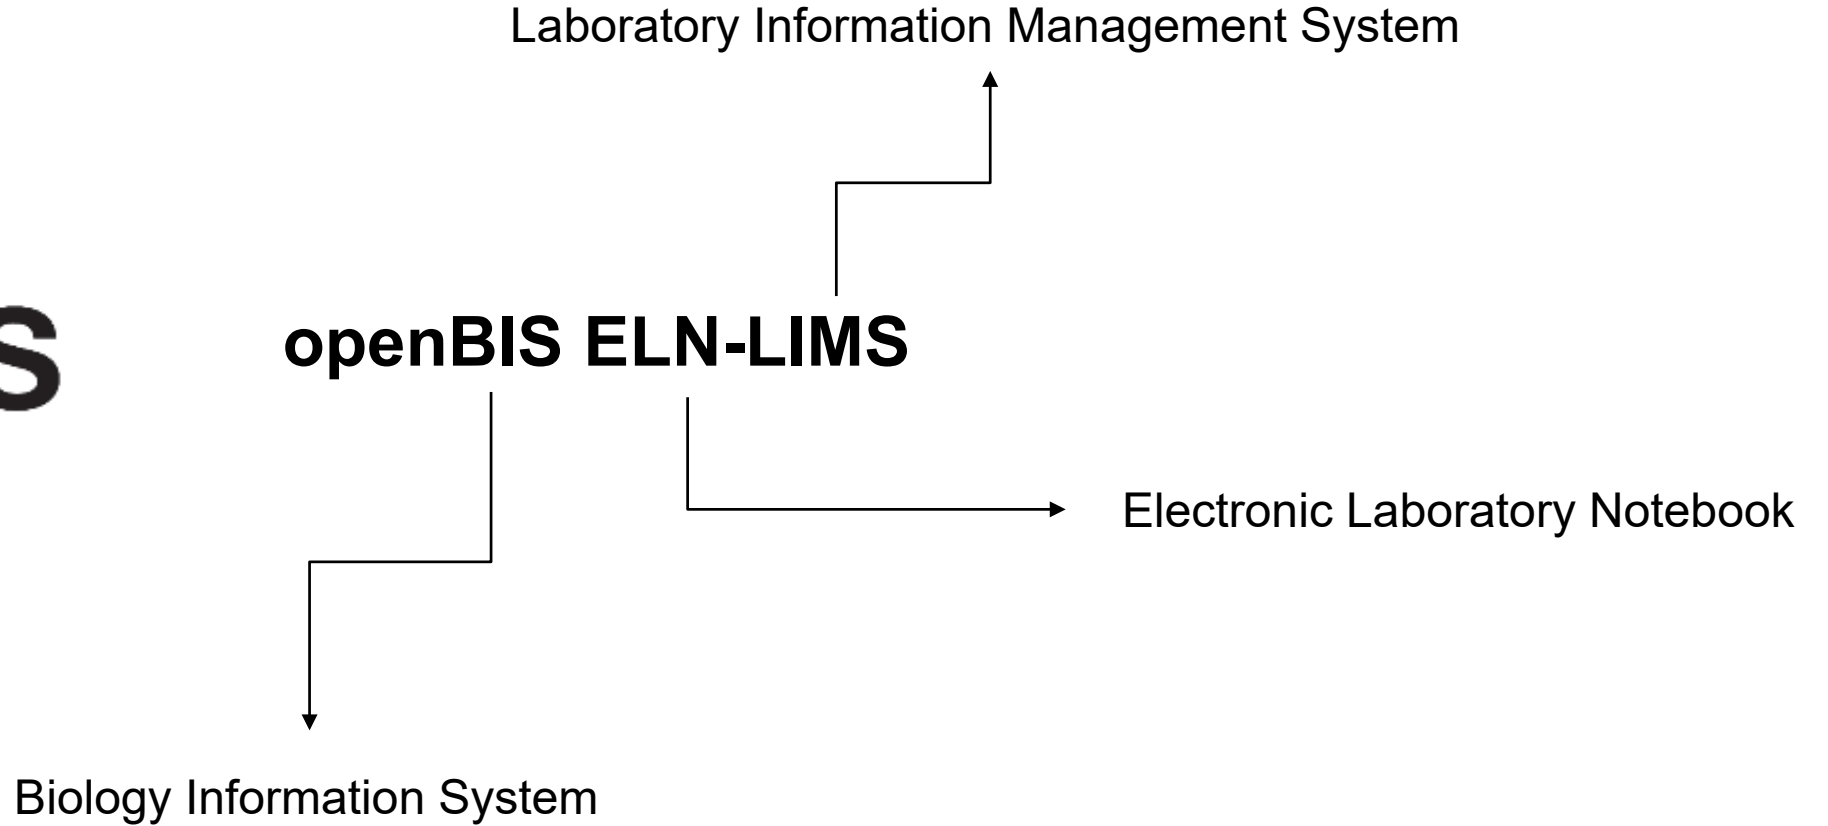 Laboratory Information Management System
S
openBIS ELN-LIMS
Electronic Laboratory Notebook
Biology Information System